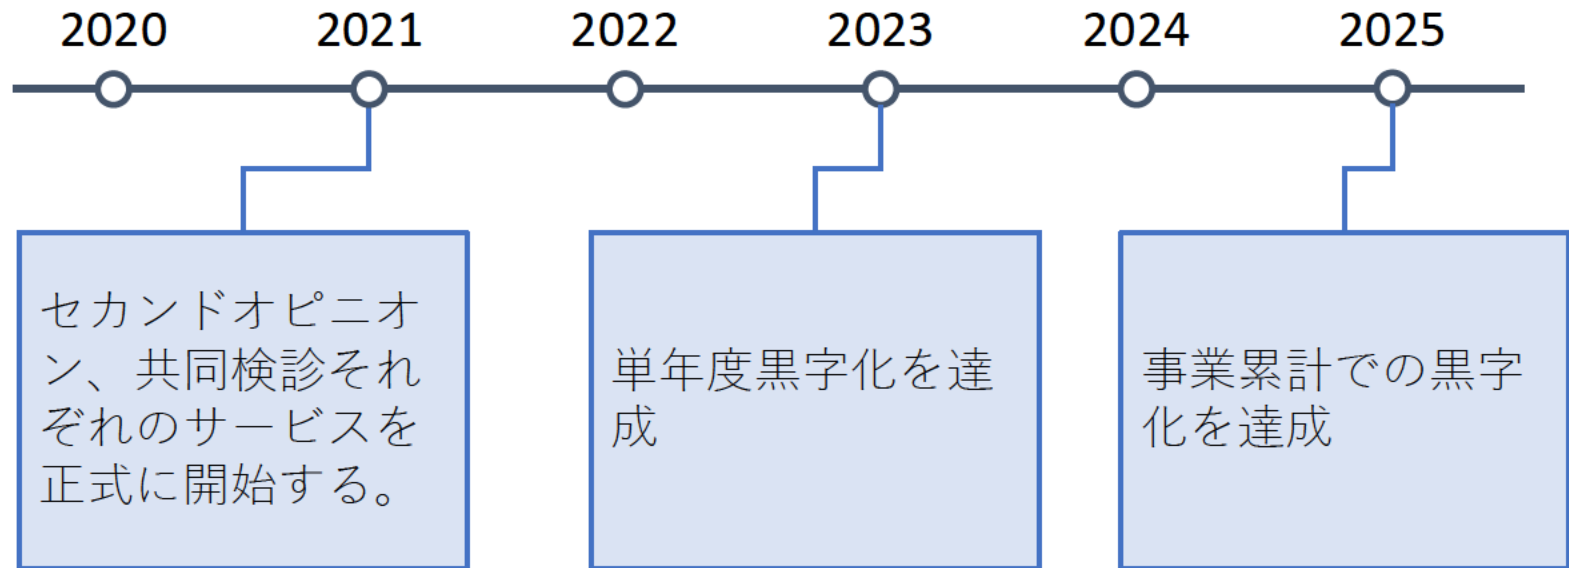 2020 2021 2022 2023 2024 2025
セカンドオピニオ
ン、共同検診それ
ぞれのサービスを
正式に開始する。
単年度黒字化を達
成
事業累計での黒字
化を達成